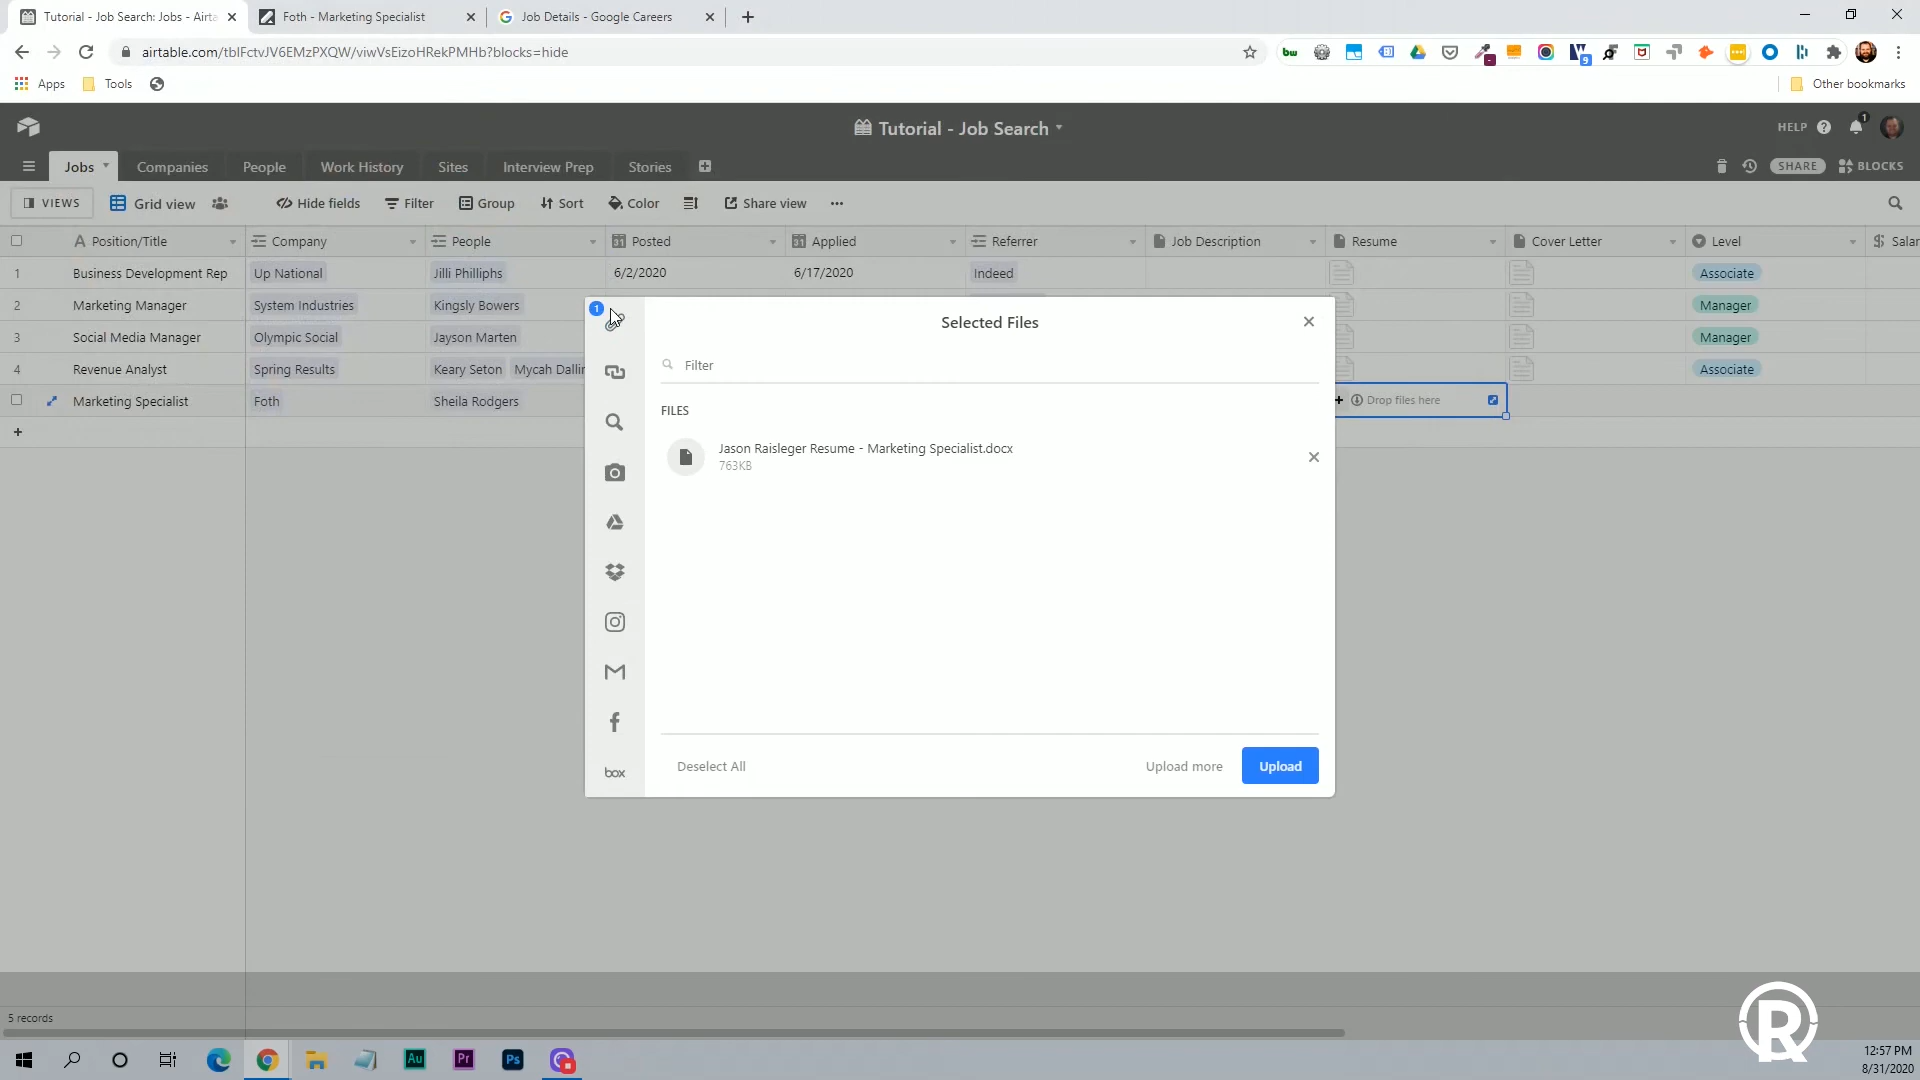 Tutorial - Job Search: Jobs - Airta
Foth - Marketing Specialist
Job Details - Google Careers
airtable.com/tblFctvJV6EMzPXQW/viwVsEizoHRekPMHb?blocks=hide
9
Apps
Tools
Other bookmarks
Tutorial - Job Search
HELP
1
Jobs
Companies
People
Work History
Sites
Interview Prep
Stories
SHARE
BLOCKS
VIEWS
Grid view
Hide fields
Filter
Group
Sort
Color
Share view
Position/Title
Company
People
Posted
Applied
Referrer
Job Description
Resume
Cover Letter
Level
Salar
1 Business Development Rep Up National Jilli Philliphs 6/2/2020 6/17/2020 Indeed Associate
2 Marketing Manager System Industries Kingsly Bowers Manager
3 Social Media Manager Olympic Social Jayson Marten Manager
4 Revenue Analyst Spring Results Keary Seton Mycah Dallin Associate
Marketing Specialist Foth Sheila Rodgers Drop files here
1
Selected Files
Filter
FILES
Jason Raisleger Resume - Marketing Specialist.docx
763KB
box
Deselect All
Upload more
Upload
5 records
R
Au
Pr
Ps
12:57 PM
8/31/2020